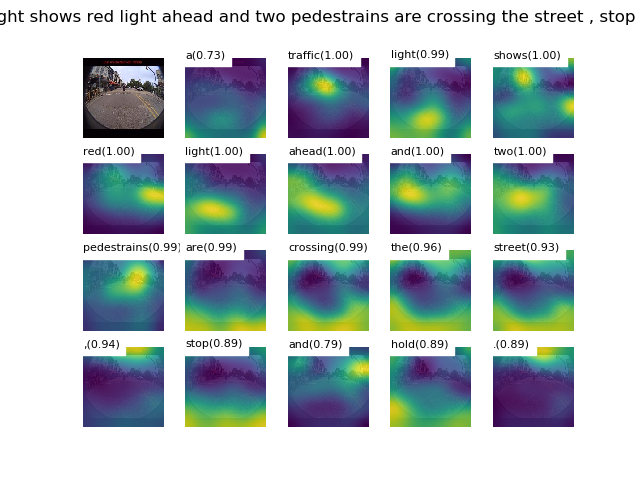 ght shows red light ahead and two pedestrains are crossing the street , stop
a(0.73) traffic(1.00) light(0.99) shows(1.00)
red(1.00) light(1.00) ahead(1.00) and(1.00) two(1.00)
pedestrains(0.99) are(0.99) crossing(0.99) the(0.96) street(0.93)
,(0.94) stop(0.89) and(0.79) hold(0.89) .(0.89)